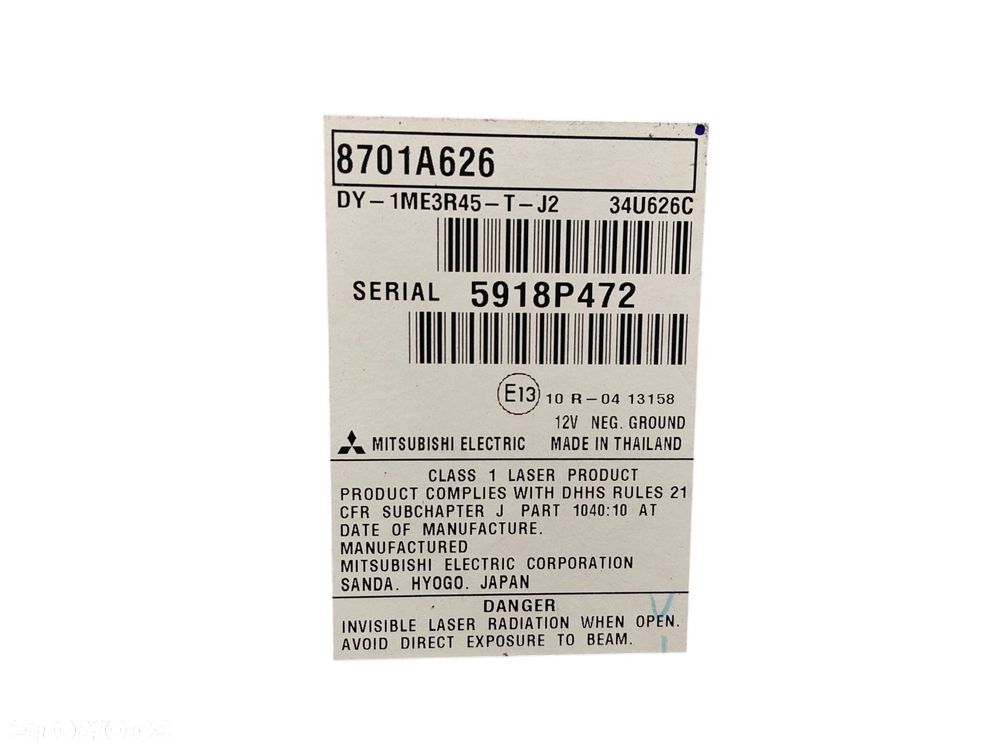 8701A626
DY-1ME3R45-T-J2 34U626C
SERIAL 5918P472
E13 10 R-04 13158
12V NEG. GROUND
MITSUBISHI ELECTRIC MADE IN THAILAND
CLASS 1 LASER PRODUCT
PRODUCT COMPLIES WITH DHHS RULES 21
CFR SUBCHAPTER J PART 1040:10 AT
DATE OF MANUFACTURE.
MANUFACTURED
MITSUBISHI ELECTRIC CORPORATION
SANDA. HYOGO. JAPAN
DANGER
INVISIBLE LASER RADIATION WHEN OPEN.
AVOID DIRECT EXPOSURE TO BEAM.